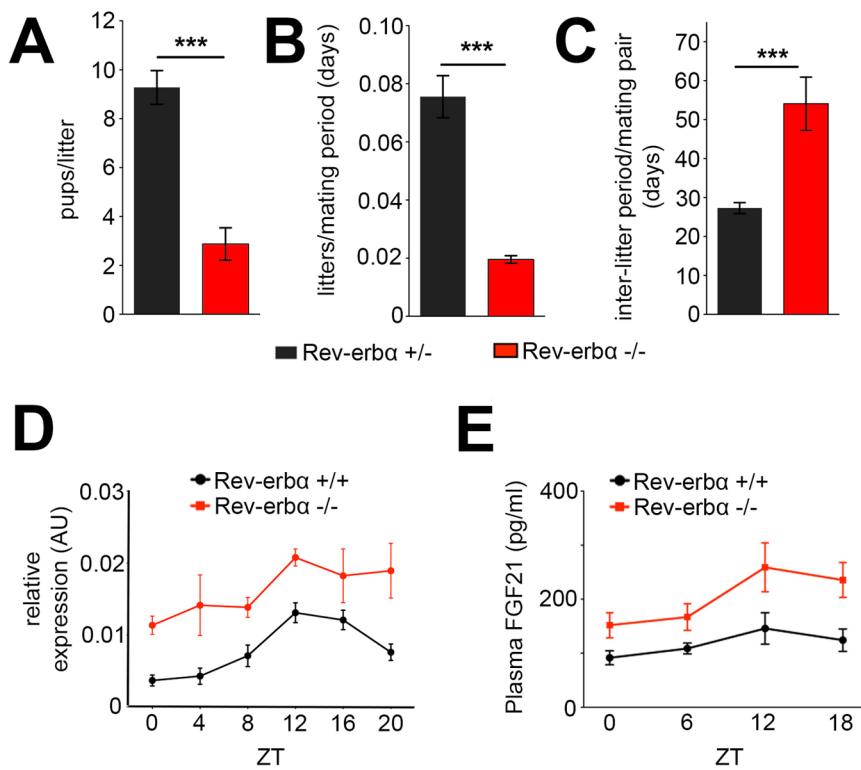 A
pups/litter
12
10
8
6
4
2
0
***
B
litters/mating period (days)
0.10
0.080
0.060
0.040
0.02
0
***
C
inter-litter period/mating pair
(days)
70
60
50
40
30
20
10
0
***
Rev-erbα +/-
Rev-erbα -/-
D
Rev-erbα +/+
Rev-erbα -/-
relative
expression (AU)
0.03
0.02
0.01
0
0 4 8 12 16 20
ZT
E
Rev-erbα +/+
Rev-erbα -/-
Plasma FGF21 (pg/ml)
400
200
0
0 6 12 18
ZT